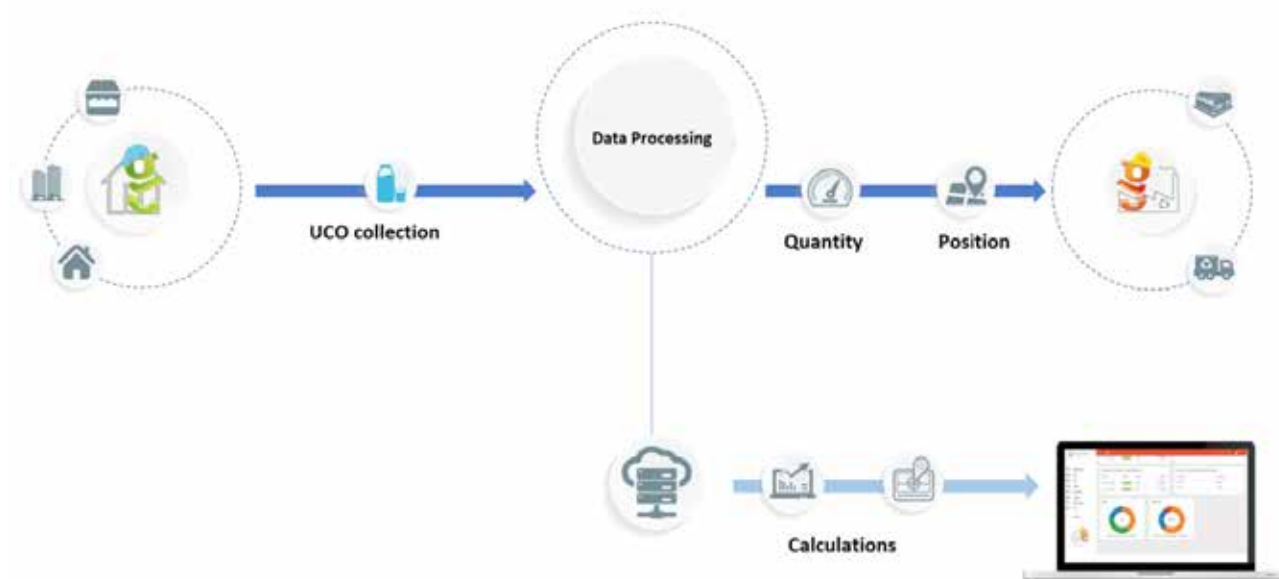 Data Processing
UCO collection
Quantity
Position
Calculations